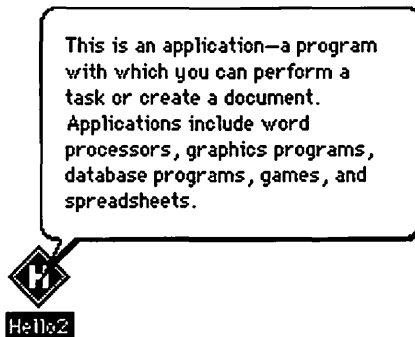 This is an application—a program
with which you can perform a
task or create a document.
Applications include word
processors, graphics programs,
database programs, games, and
spreadsheets.
H
Hello2